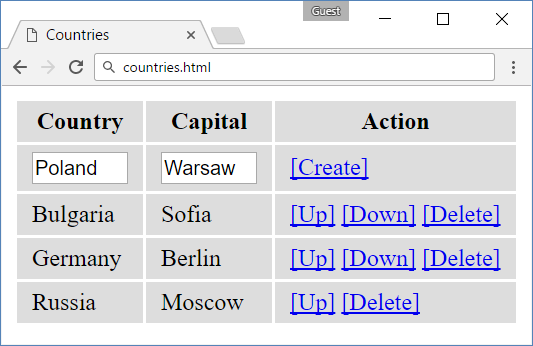 Guest
Countries
countries.html
Country Capital Action
Poland Warsaw [Create]
Bulgaria Sofia [Up] [Down] [Delete]
Germany Berlin [Up] [Down] [Delete]
Russia Moscow [Up] [Delete]